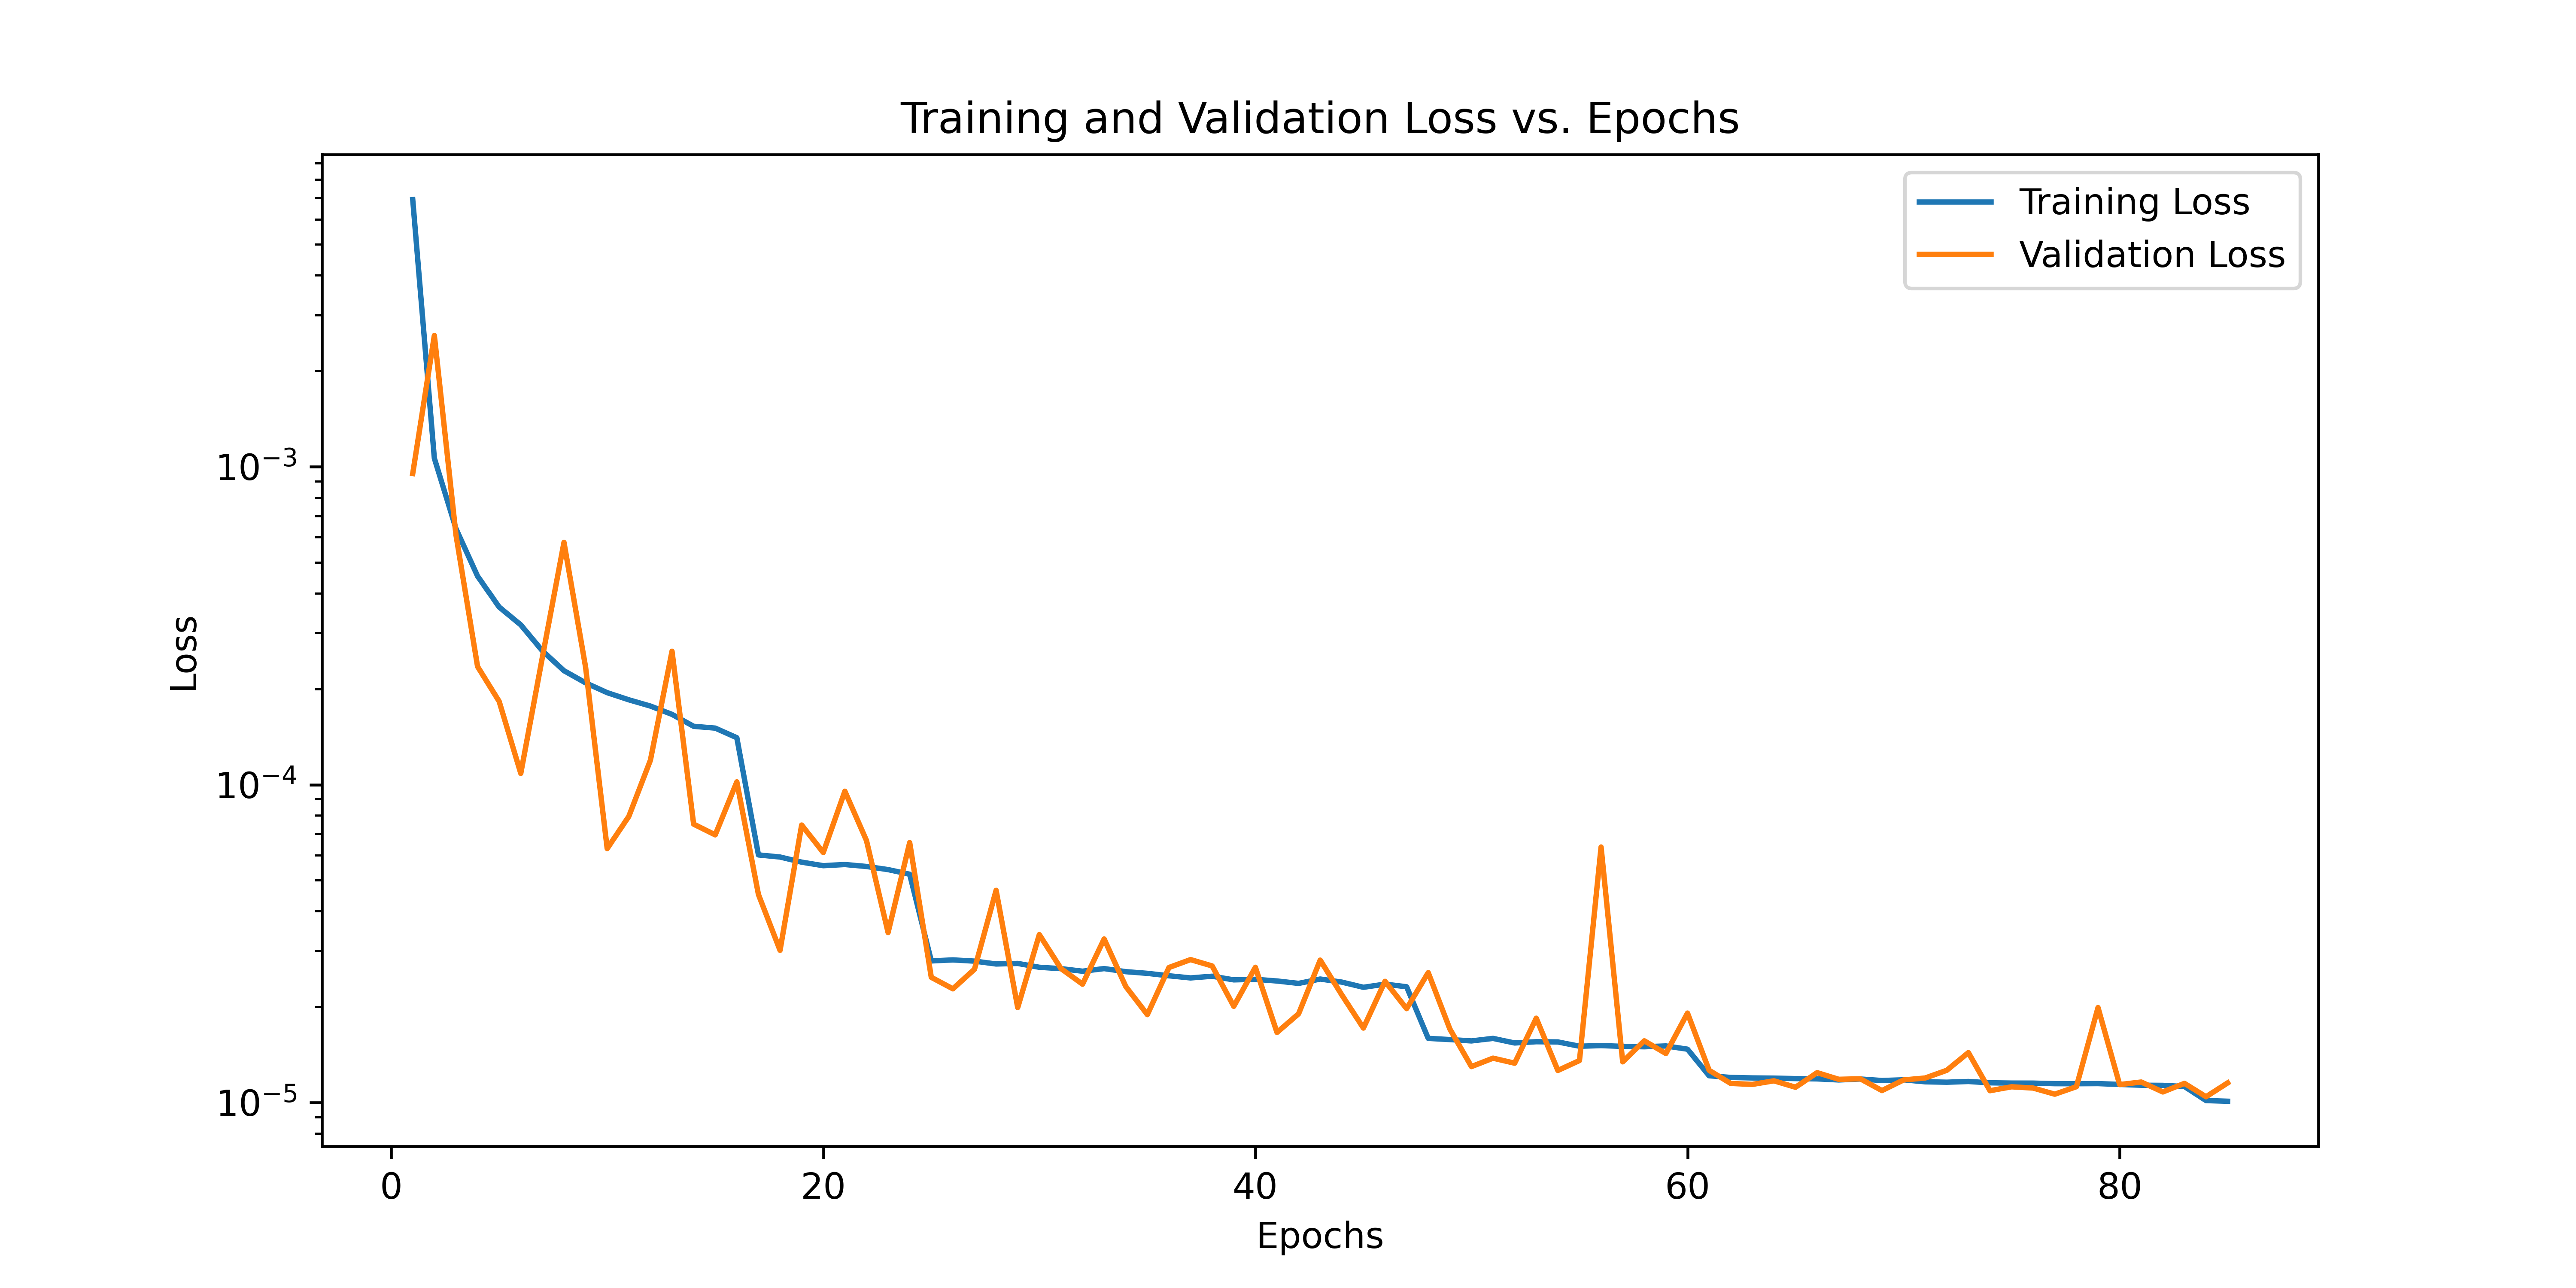 Training and Validation Loss vs. Epochs
Training Loss
Validation Loss
Loss
10⁻³
10⁻⁴
10⁻⁵
0 20 40 60 80
Epochs